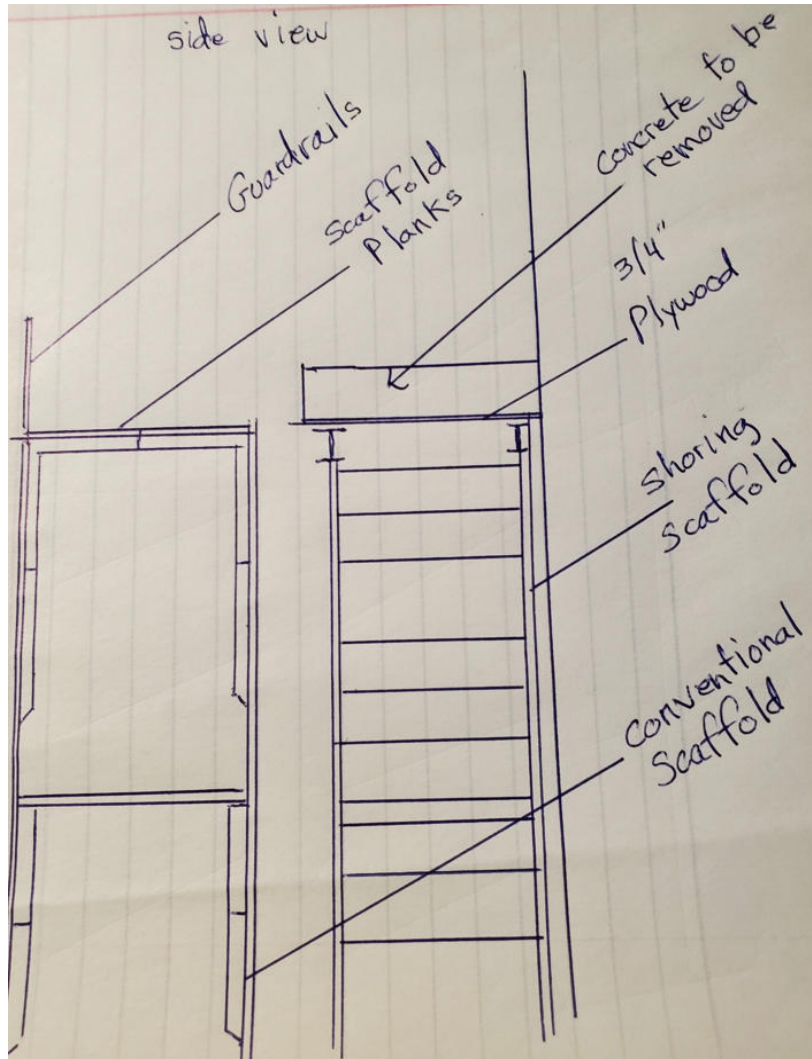 side view
Guardrails
Scaffold
Planks
Concrete to be
removed
3/4"
Plywood
Shoring
Scaffold
Conventional
Scaffold